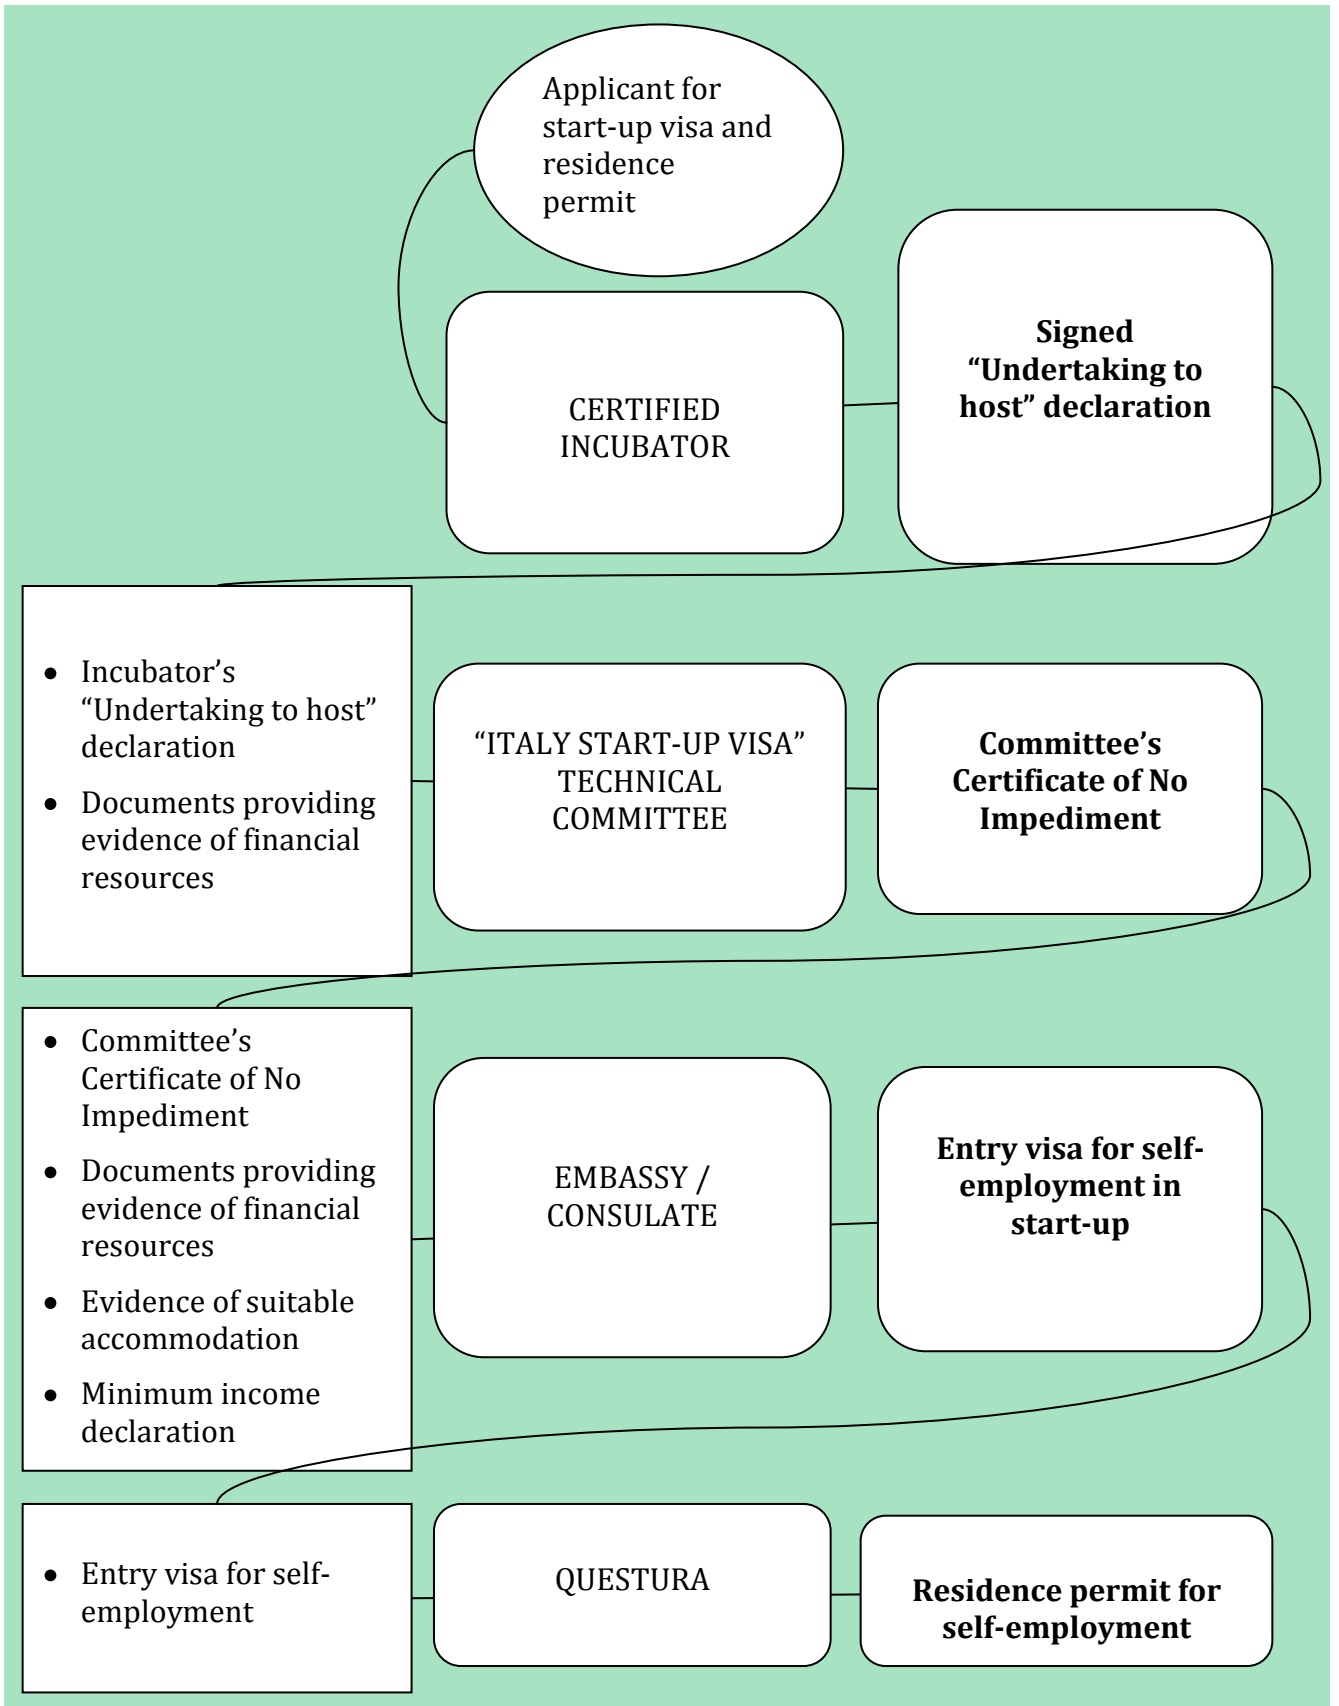 Applicant for
start-up visa and
residence
permit
CERTIFIED
INCUBATOR
Signed
“Undertaking to
host” declaration
• Incubator’s
“Undertaking to host”
declaration
• Documents providing
evidence of financial
resources
“ITALY START-UP VISA”
TECHNICAL
COMMITTEE
Committee’s
Certificate of No
Impediment
• Committee’s
Certificate of No
Impediment
• Documents providing
evidence of financial
resources
• Evidence of suitable
accommodation
• Minimum income
declaration
EMBASSY /
CONSULATE
Entry visa for self-
employment in
start-up
• Entry visa for self-
employment
QUESTURA
Residence permit for
self-employment